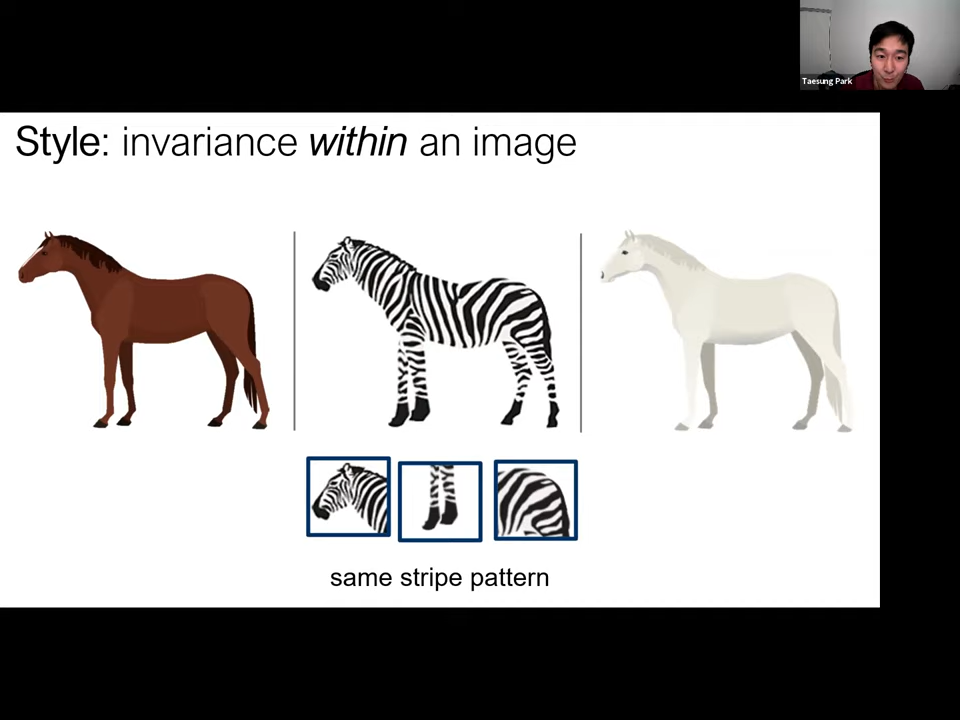 Taesung Park
Style: invariance within an image
same stripe pattern